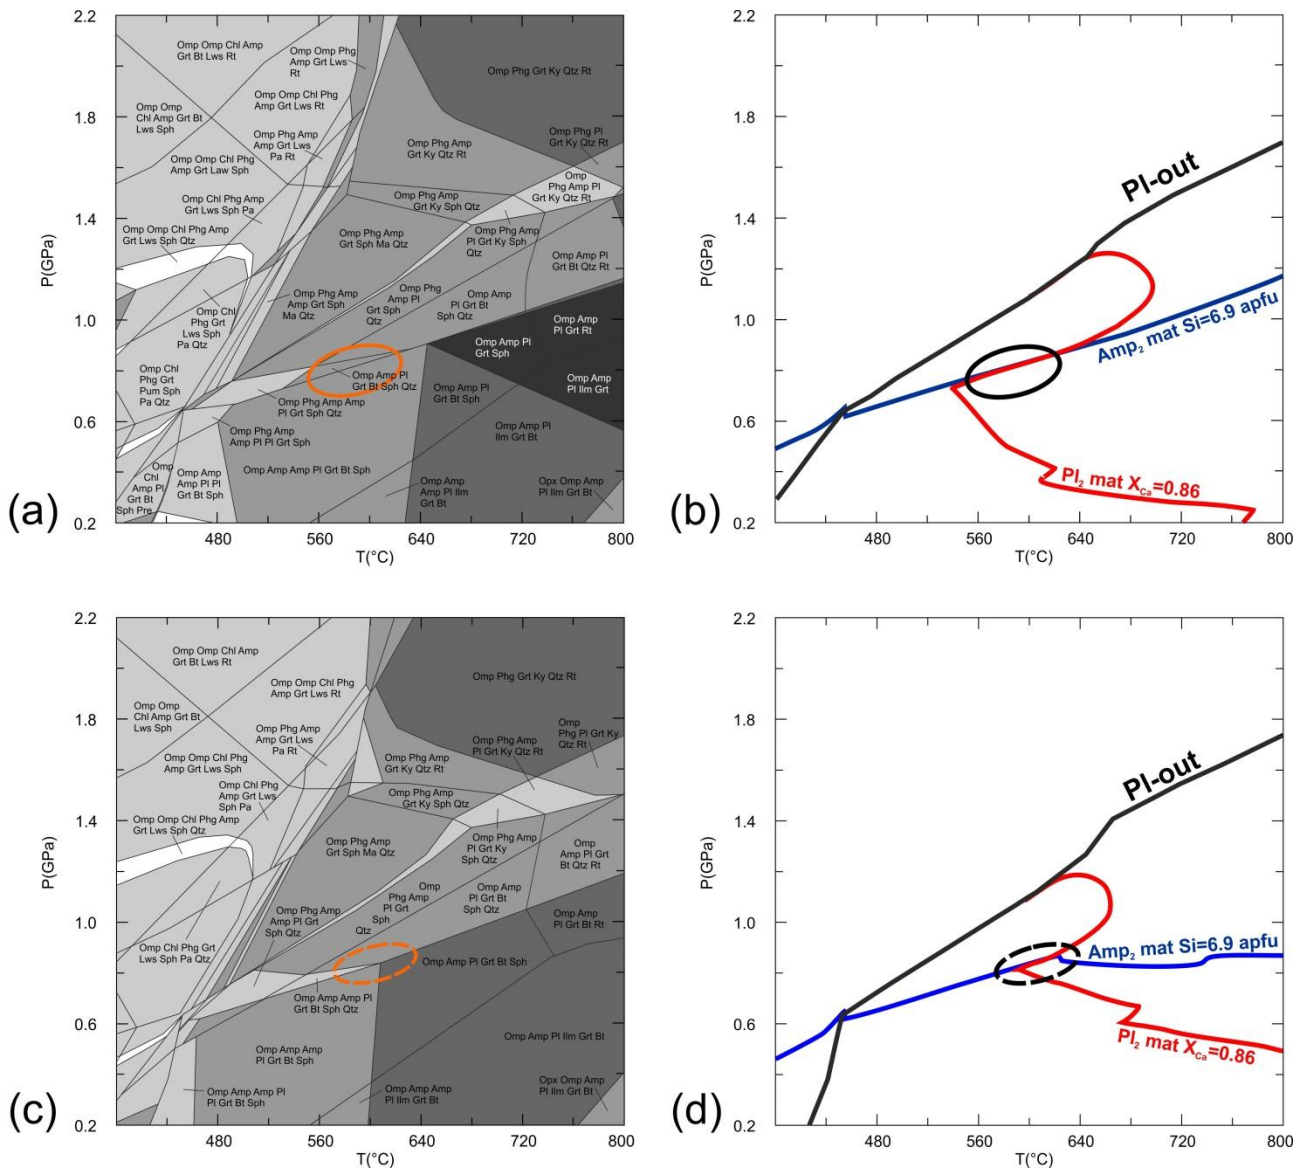 (a)
P(GPa)
2.2
1.8
1.4
1.0
0.6
0.2
480
560
640
720
800
T(°C)
Omp Omp Chl Amp
Grt Bt Lws Rt
Omp Omp Phg
Amp Grt Lws
Rt
Omp Phg Grt Ky Qtz Rt
Omp Omp
Chl Amp Grt Bt
Lws Sph
Omp Omp Chl Phg
Amp Grt Lws Rt
Omp Phg Amp
Amp Grt Lws
Pa Rt
Omp Phg Amp
Grt Ky Qtz Rt
Omp Phg Pl
Grt Ky Qtz Rt
Omp Omp Chl Phg
Amp Grt Law Sph
Omp
Phg Amp Pl
Grt Ky Qtz Rt
Omp Chl Phg Amp
Grt Lws Sph Pa
Omp Phg Amp
Grt Ky Sph Qtz
Omp Omp Chl Phg Amp
Grt Lws Sph Qtz
Omp Phg Amp
Grt Sph Ma Qtz
Omp Phg Amp
Pl Grt Ky Sph
Qtz
Omp Amp Pl
Grt Bt Qtz Rt
Omp Chl
Phg Grt
Lws Sph
Pa Qtz
Omp Phg Amp
Amp Grt Sph
Ma Qtz
Omp Phg
Amp Pl
Grt Sph
Qtz
Omp Amp
Pl Grt Bt
Sph Qtz
Omp Amp
Pl Grt Rt
Omp Amp Pl
Grt Sph
Omp Chl
Phg Grt
Pum Sph
Pa Qtz
Omp Amp Pl
Grt Bt Sph Qtz
Omp Amp Pl
Grt Bt Sph
Omp Amp
Pl Ilm Grt
Omp Phg Amp Amp
Pl Grt Sph Qtz
Omp Phg Amp
Amp Pl Pl Grt Sph
Omp Amp Pl
Ilm Grt Bt
Omp
Chl
Amp Pl
Grt Bt
Sph Pre
Omp Amp
Amp Pl Pl
Grt Bt Sph
Omp Amp Amp Pl Grt Bt Sph
Omp Amp
Amp Pl Ilm
Grt Bt
Opx Omp Amp
Pl Ilm Grt Bt
(b)
P(GPa)
2.2
1.8
1.4
1.0
0.6
0.2
480
560
640
720
800
T(°C)
Pl-out
Amp₂ mat Si=6.9 apfu
Pl₂ mat XCa=0.86
(c)
P(GPa)
2.2
1.8
1.4
1.0
0.6
0.2
480
560
640
720
800
T(°C)
Omp Omp Chl Amp
Grt Bt Lws Rt
Omp Omp Chl Phg
Amp Grt Lws Rt
Omp Phg Grt Ky Qtz Rt
Omp Omp
Chl Amp Grt Bt
Lws Sph
Omp Phg Amp
Amp Grt Lws
Pa Rt
Omp
Phg Pl Grt Ky
Qtz Rt
Omp Phg Amp
Pl Grt Ky Qtz Rt
Omp Omp Chl Phg
Amp Grt Lws Sph
Omp Phg Amp
Grt Ky Qtz Rt
Omp Chl Phg
Amp Grt Lws
Sph Pa
Omp Phg Amp
Grt Ky Sph Qtz
Omp Omp Chl Phg Amp
Grt Lws Sph Qtz
Omp Phg Amp
Grt Sph Ma Qtz
Omp Phg Amp
Pl Grt Ky
Sph Qtz
Omp
Amp Pl Grt
Bt Qtz Rt
Omp
Phg Amp
Pl Grt
Sph
Qtz
Omp Amp
Pl Grt Bt
Sph Qtz
Omp Phg Amp
Amp Pl Grt
Sph Qtz
Omp Amp
Pl Grt Bt Rt
Omp Chl Phg Grt
Lws Sph Pa Qtz
Omp Amp Pl Grt Bt Sph
Omp Amp Amp Pl
Grt Bt Sph Qtz
Omp Amp Amp
Pl Grt Bt Sph
Omp Amp Pl Ilm Grt Bt
Omp Amp Amp Pl
Pl Grt Bt Sph
Omp Amp Amp
Pl Ilm Grt Bt
Opx Omp Amp
Pl Ilm Grt Bt
(d)
P(GPa)
2.2
1.8
1.4
1.0
0.6
0.2
480
560
640
720
800
T(°C)
Pl-out
Amp₂ mat Si=6.9 apfu
Pl₂ mat XCa=0.86